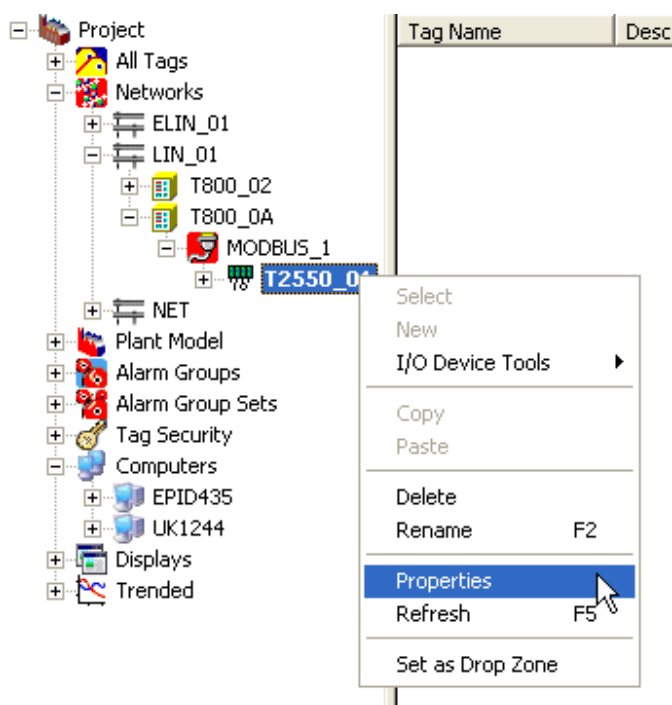 Project
All Tags
Networks
ELIN_01
LIN_01
T800_02
T800_0A
MODBUS_1
T2550_01
NET
Plant Model
Alarm Groups
Alarm Group Sets
Tag Security
Computers
EPID435
UK1244
Displays
Trended
Tag Name Desc
Select
New
I/O Device Tools
Copy
Paste
Delete
Rename F2
Properties
Refresh F5
Set as Drop Zone